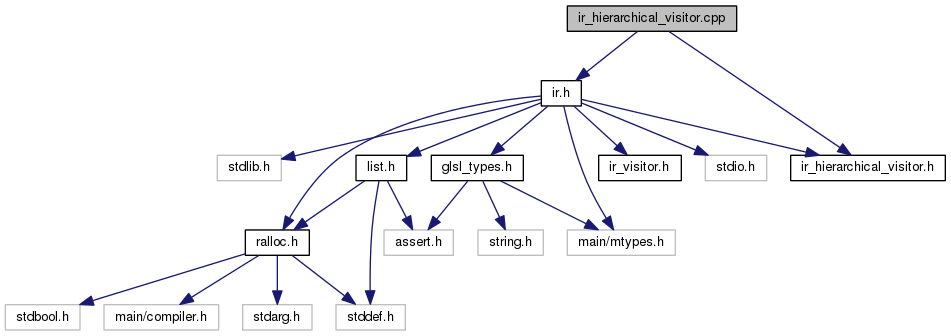 ir_hierarchical_visitor.cpp
ir.h
stdlib.h
list.h
glsl_types.h
ir_visitor.h
stdio.h
ir_hierarchical_visitor.h
ralloc.h
assert.h
string.h
main/mtypes.h
stdbool.h
main/compiler.h
stdarg.h
stddef.h